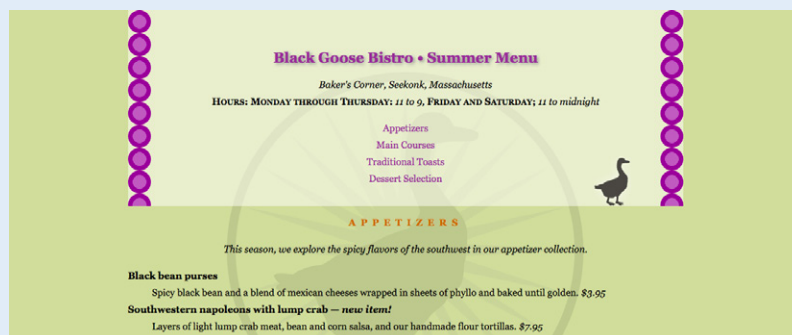 Black Goose Bistro • Summer Menu
Baker's Corner, Seekonk, Massachusetts
Hours: Monday through Thursday: 11 to 9, Friday and Saturday; 11 to midnight
Appetizers
Main Courses
Traditional Toasts
Dessert Selection
APPETIZERS
This season, we explore the spicy flavors of the southwest in our appetizer collection.
Black bean purses
Spicy black bean and a blend of mexican cheeses wrapped in sheets of phyllo and baked until golden. $3.95
Southwestern napoleons with lump crab — new item!
Layers of light lump crab meat, bean and corn salsa, and our handmade flour tortillas. $7.95